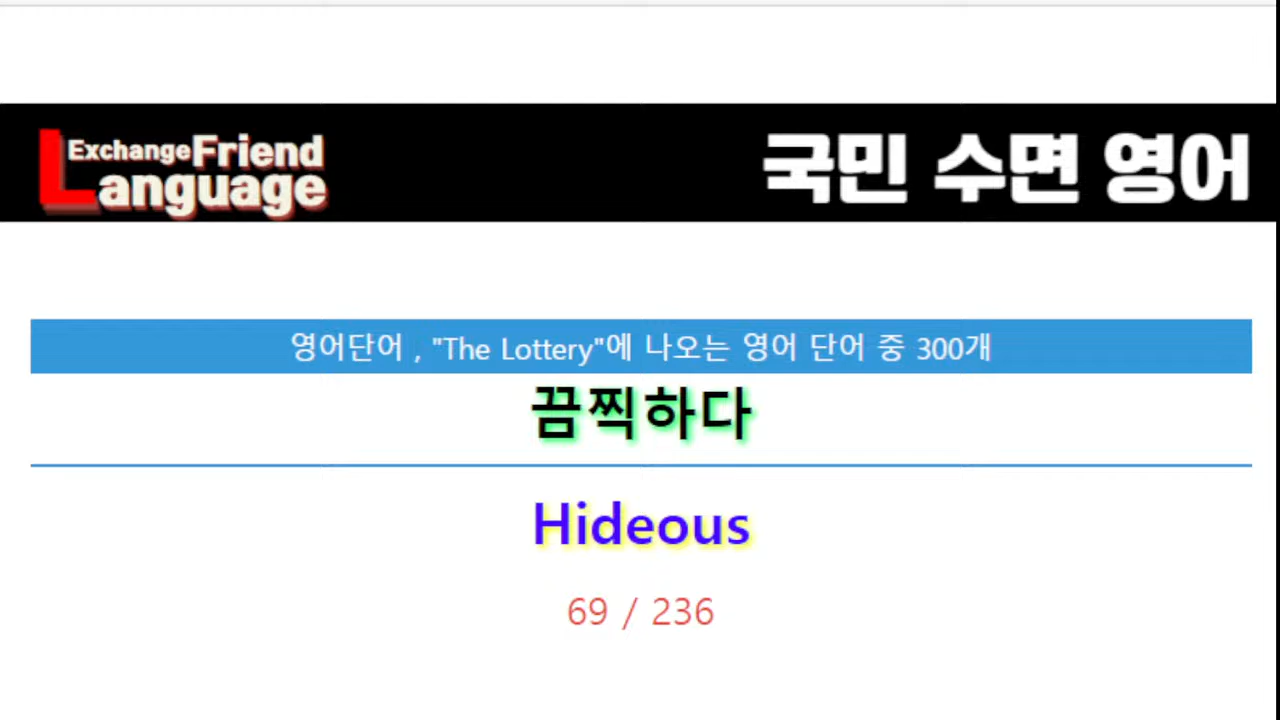 Exchange Friend
Language
국민 수면 영어
영어단어 , "The Lottery"에 나오는 영어 단어 중 300개
끔찍하다
Hideous
69 / 236